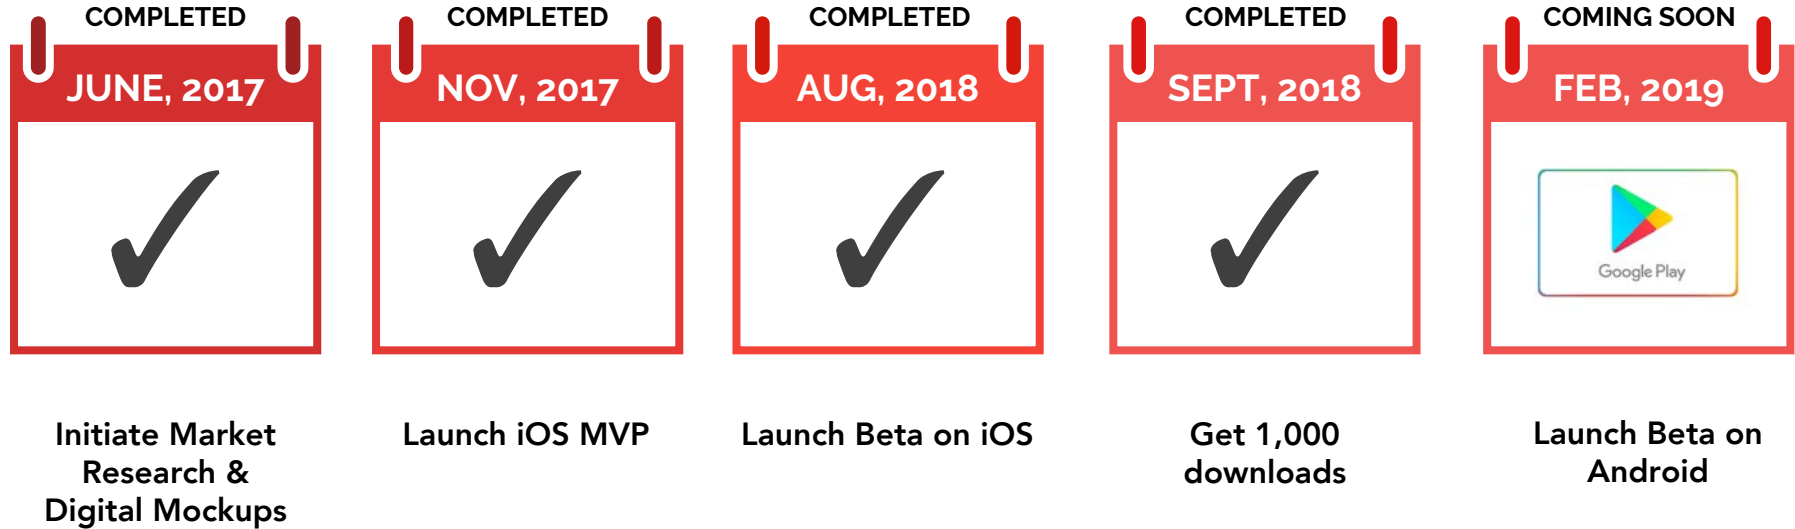 COMPLETED
JUNE, 2017
Initiate Market
Research &
Digital Mockups
COMPLETED
NOV, 2017
Launch iOS MVP
COMPLETED
AUG, 2018
Launch Beta on iOS
COMPLETED
SEPT, 2018
Get 1,000
downloads
COMING SOON
FEB, 2019
Google Play
Launch Beta on
Android